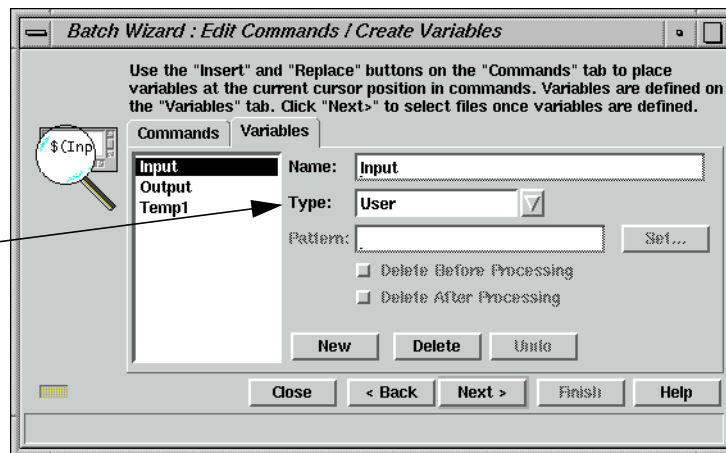 Batch Wizard : Edit Commands / Create Variables
Use the "Insert" and "Replace" buttons on the "Commands" tab to place
variables at the current cursor position in commands. Variables are defined on
the "Variables" tab. Click "Next>" to select files once variables are defined.
Commands Variables
$(Inp
Input
Output
Temp1
Name: Input
Type: User
Pattern: Set...
Delete Before Processing
Delete After Processing
New Delete Undo
Close < Back Next > Finish Help